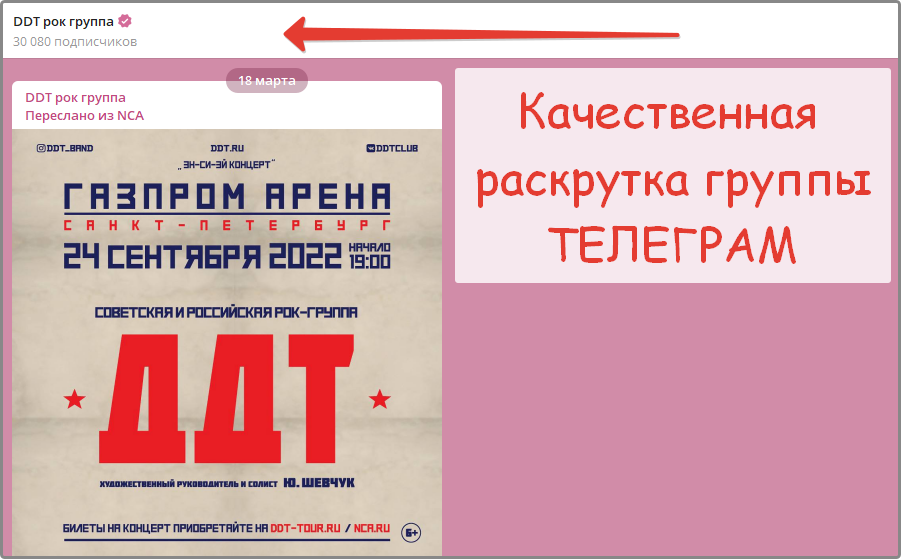 DDT рок группа
30 080 подписчиков
18 марта
DDT рок группа
Переслано из NCA
DDT_BAND
DDT.RU
DDTCLUB
„ЭН-СИ-ЭЙ КОНЦЕРТ"
ГАЗПРОМ АРЕНА
САНКТ-ПЕТЕРБУРГ
24 СЕНТЯБРЯ 2022 НАЧАЛО 19:00
СОВЕТСКАЯ И РОССИЙСКАЯ РОК-ГРУППА
ДДТ
ХУДОЖЕСТВЕННЫЙ РУКОВОДИТЕЛЬ И СОЛИСТ Ю. ШЕВЧУК
БИЛЕТЫ НА КОНЦЕРТ ПРИОБРЕТАЙТЕ НА DDT-TOUR.RU / NCA.RU
6+
Качественная
раскрутка группы
ТЕЛЕГРАМ